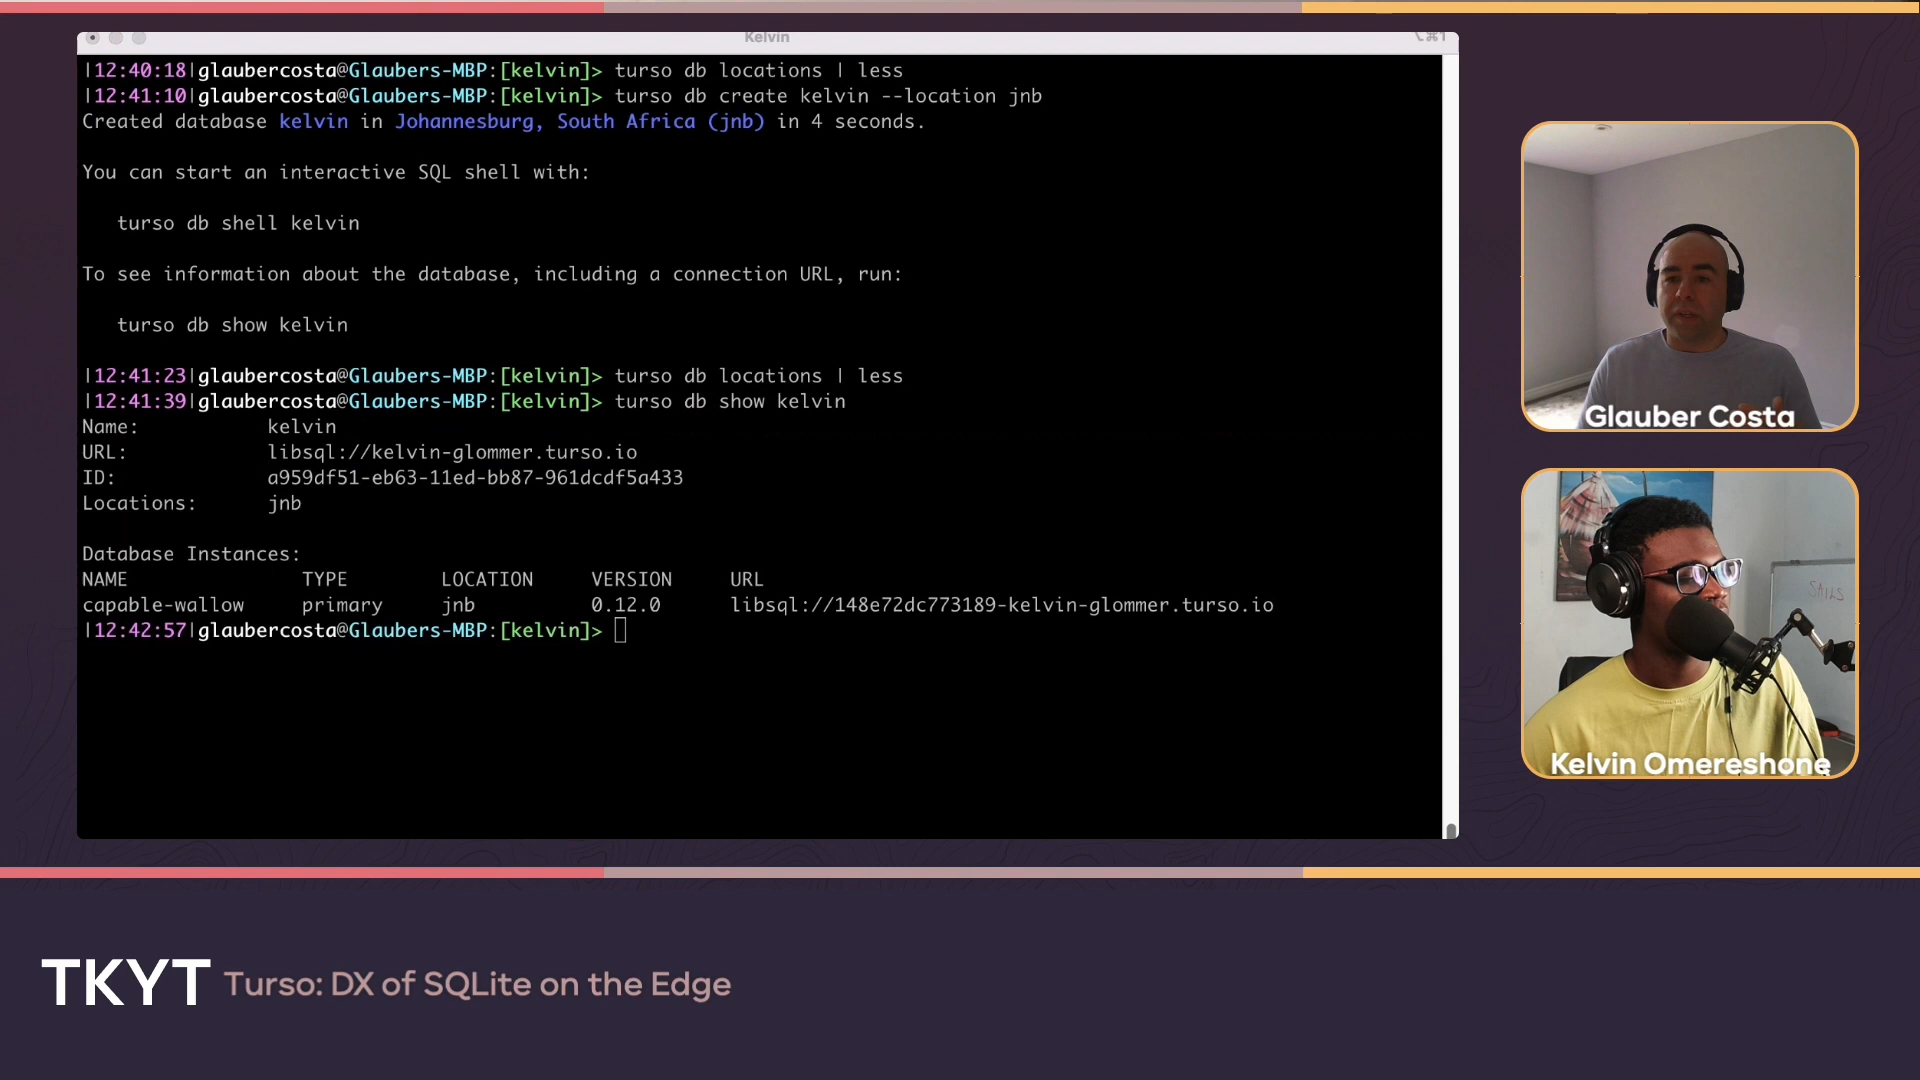 Kelvin
⌥⌘1
|12:40:18|glaubercosta@Glaubers-MBP:[kelvin]> turso db locations | less
|12:41:10|glaubercosta@Glaubers-MBP:[kelvin]> turso db create kelvin --location jnb
Created database kelvin in Johannesburg, South Africa (jnb) in 4 seconds.
You can start an interactive SQL shell with:
turso db shell kelvin
To see information about the database, including a connection URL, run:
turso db show kelvin
|12:41:23|glaubercosta@Glaubers-MBP:[kelvin]> turso db locations | less
|12:41:39|glaubercosta@Glaubers-MBP:[kelvin]> turso db show kelvin
Name: kelvin
URL: libsql://kelvin-glommer.turso.io
ID: a959df51-eb63-11ed-bb87-961dcdf5a433
Locations: jnb
Database Instances:
NAME TYPE LOCATION VERSION URL
capable-wallow primary jnb 0.12.0 libsql://148e72dc773189-kelvin-glommer.turso.io
|12:42:57|glaubercosta@Glaubers-MBP:[kelvin]>
Glauber Costa
SAILS
Kelvin Omereshone
TKYT Turso: DX of SQLite on the Edge